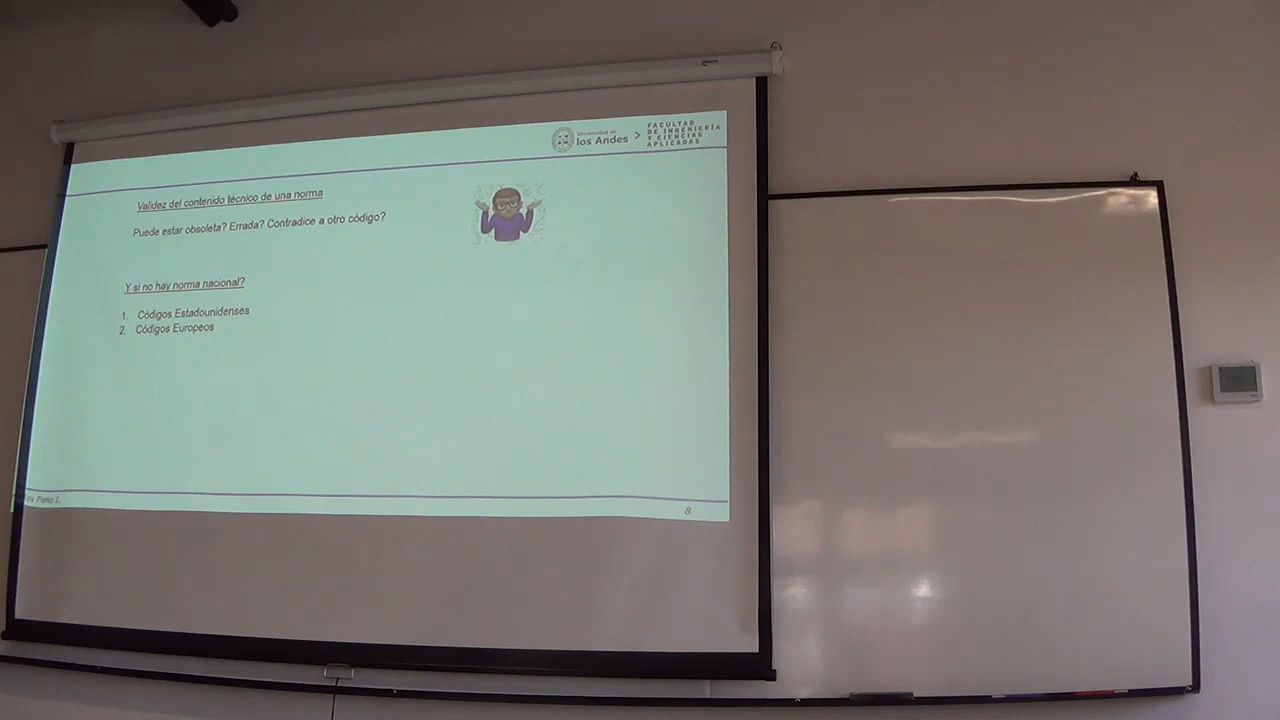 Universidad de
los Andes
FACULTAD
DE INGENIERÍA
Y CIENCIAS
APLICADAS
Validez del contenido técnico de una norma
Puede estar obsoleta? Errada? Contradice a otro código?
Y si no hay norma nacional?
1. Códigos Estadounidenses
2. Códigos Europeos
L.
8